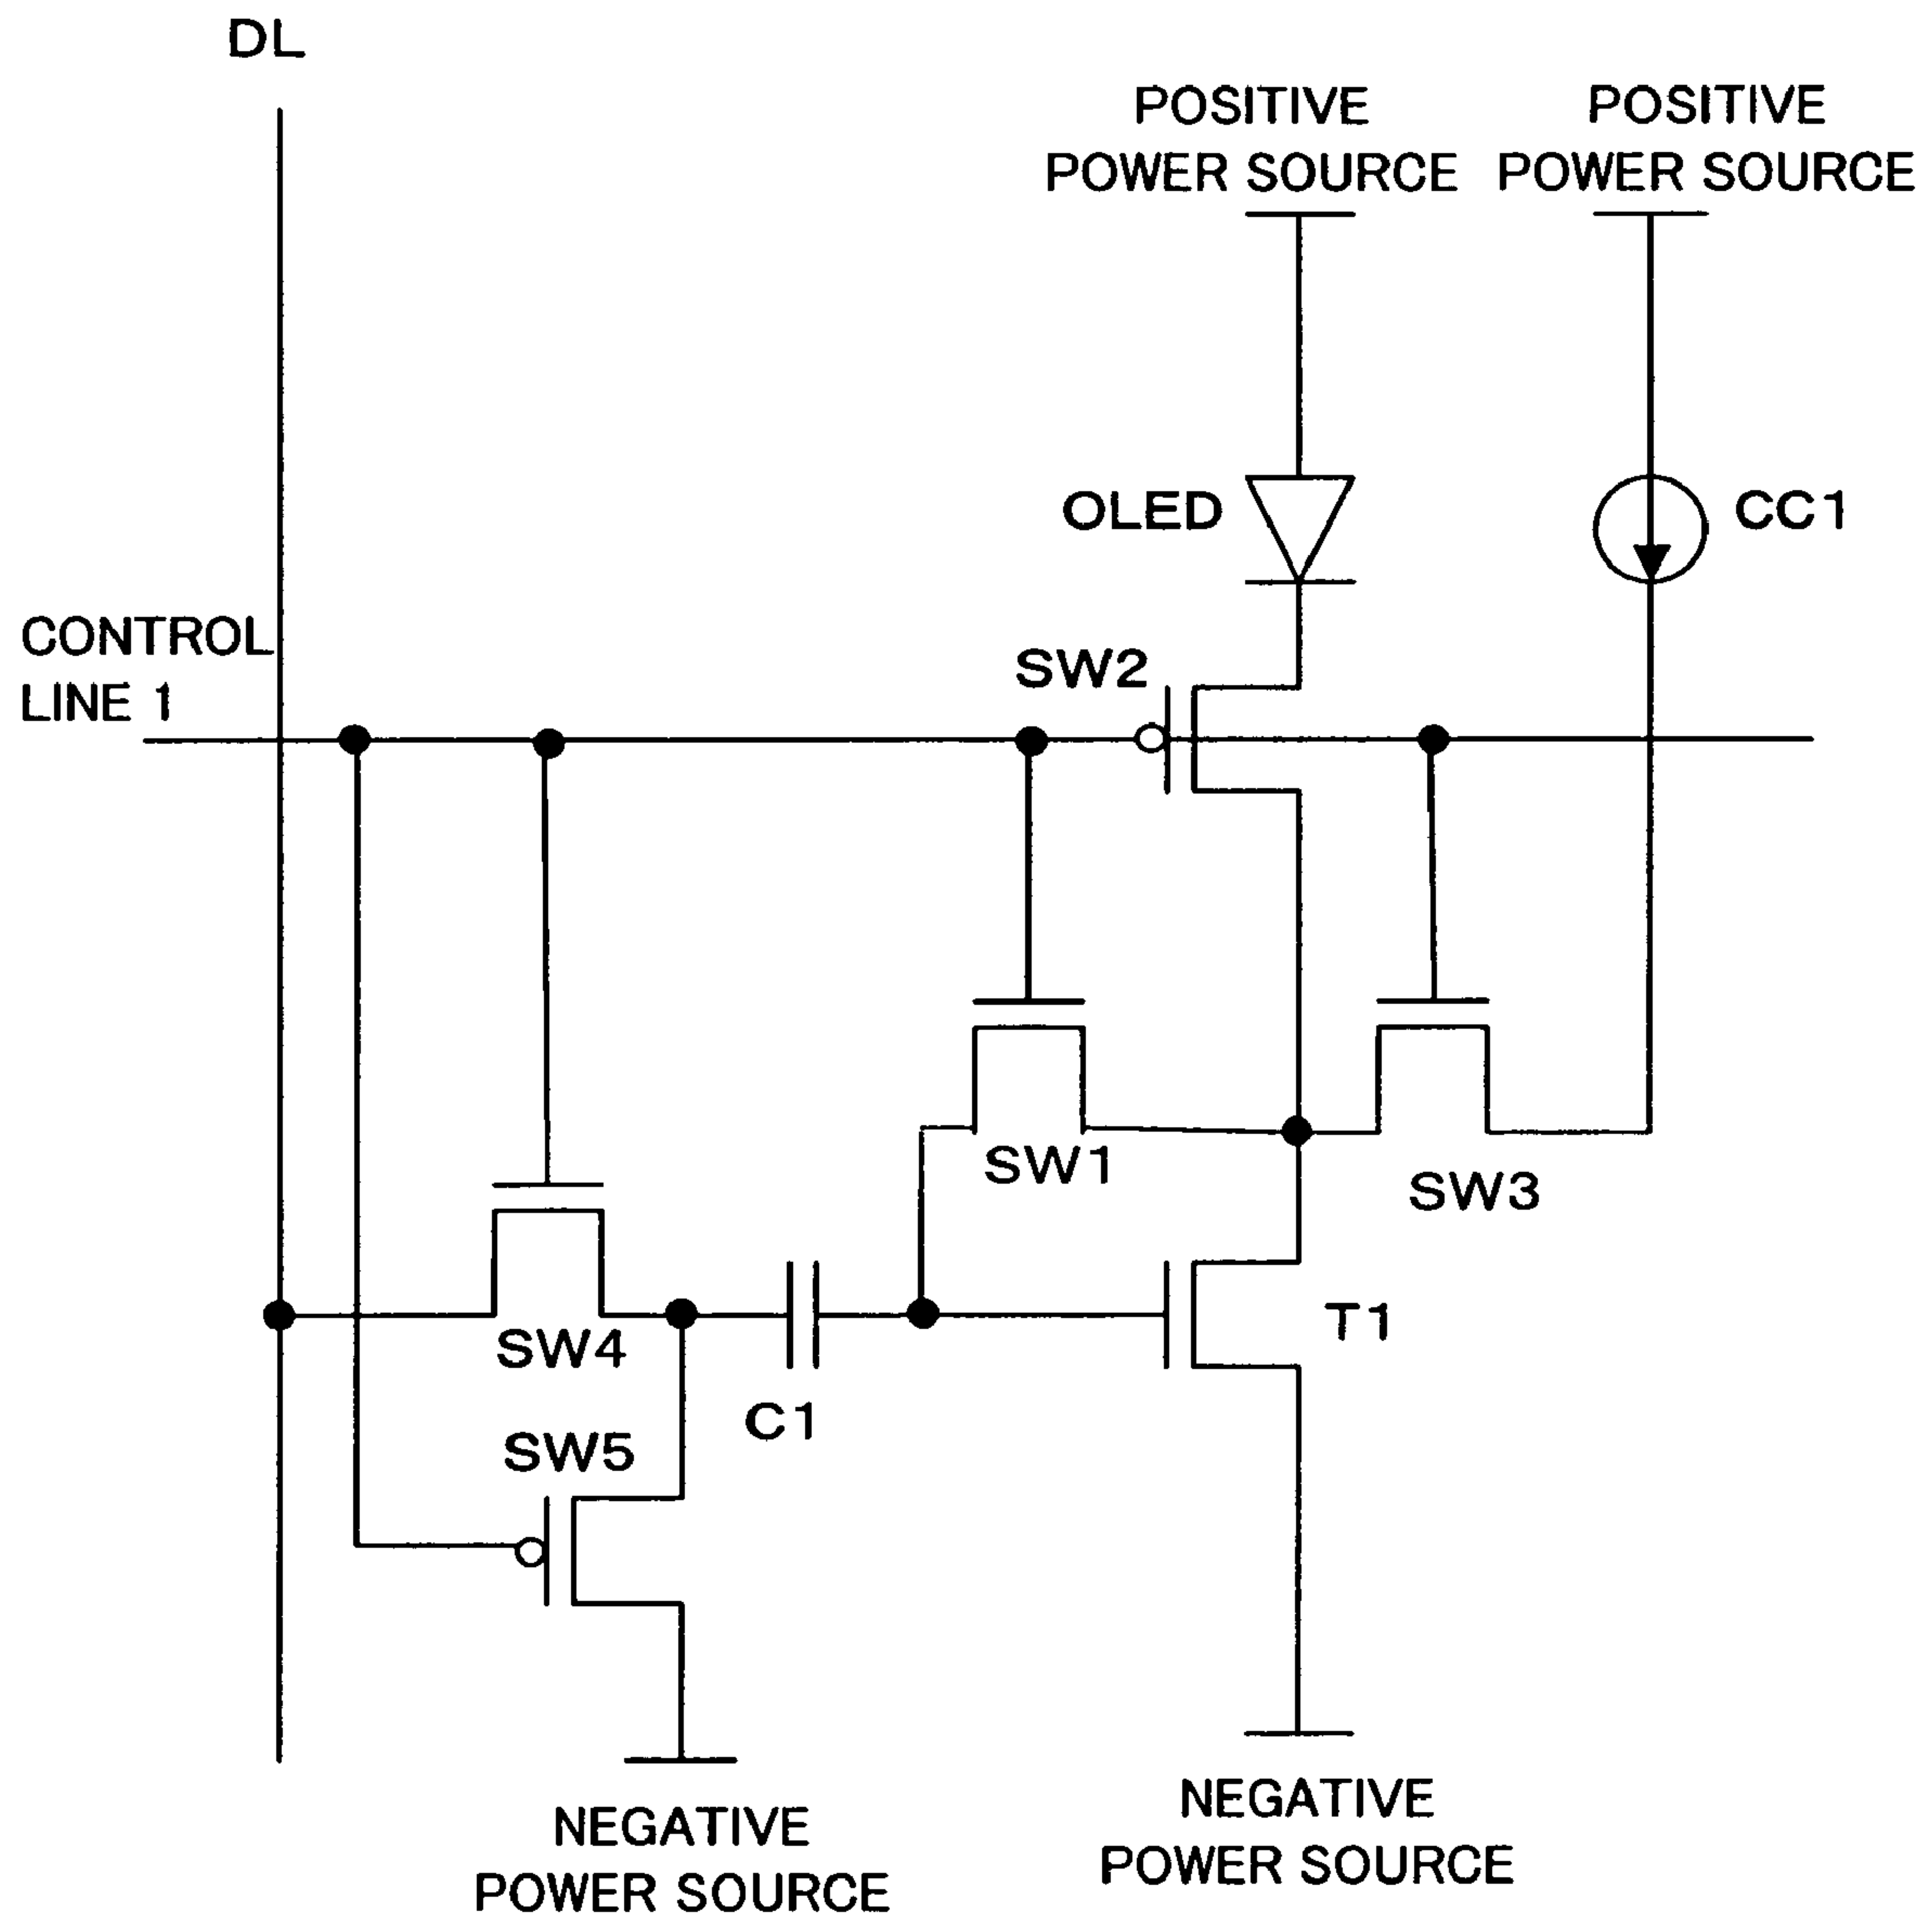 DL
POSITIVE
POWER SOURCE
POSITIVE
POWER SOURCE
OLED
CC1
CONTROL
LINE 1
SW2
SW1
SW3
SW4
T1
C1
SW5
NEGATIVE
POWER SOURCE
NEGATIVE
POWER SOURCE